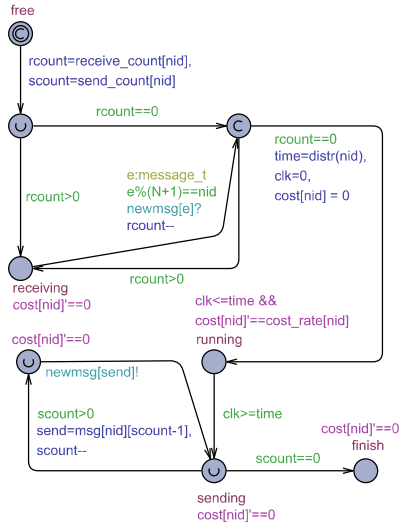 free
rcount=receive_count[nid],
scount=send_count[nid]
rcount==0
rcount==0
time=distr(nid),
clk=0,
cost[nid] = 0
e:message_t
e%(N+1)==nid
newmsg[e]?
rcount--
rcount>0
rcount>0
receiving
cost[nid]'==0
clk<=time &&
cost[nid]'==cost_rate[nid]
running
cost[nid]'==0
newmsg[send]!
scount>0
send=msg[nid][scount-1],
scount--
clk>=time
cost[nid]'==0
finish
scount==0
sending
cost[nid]'==0